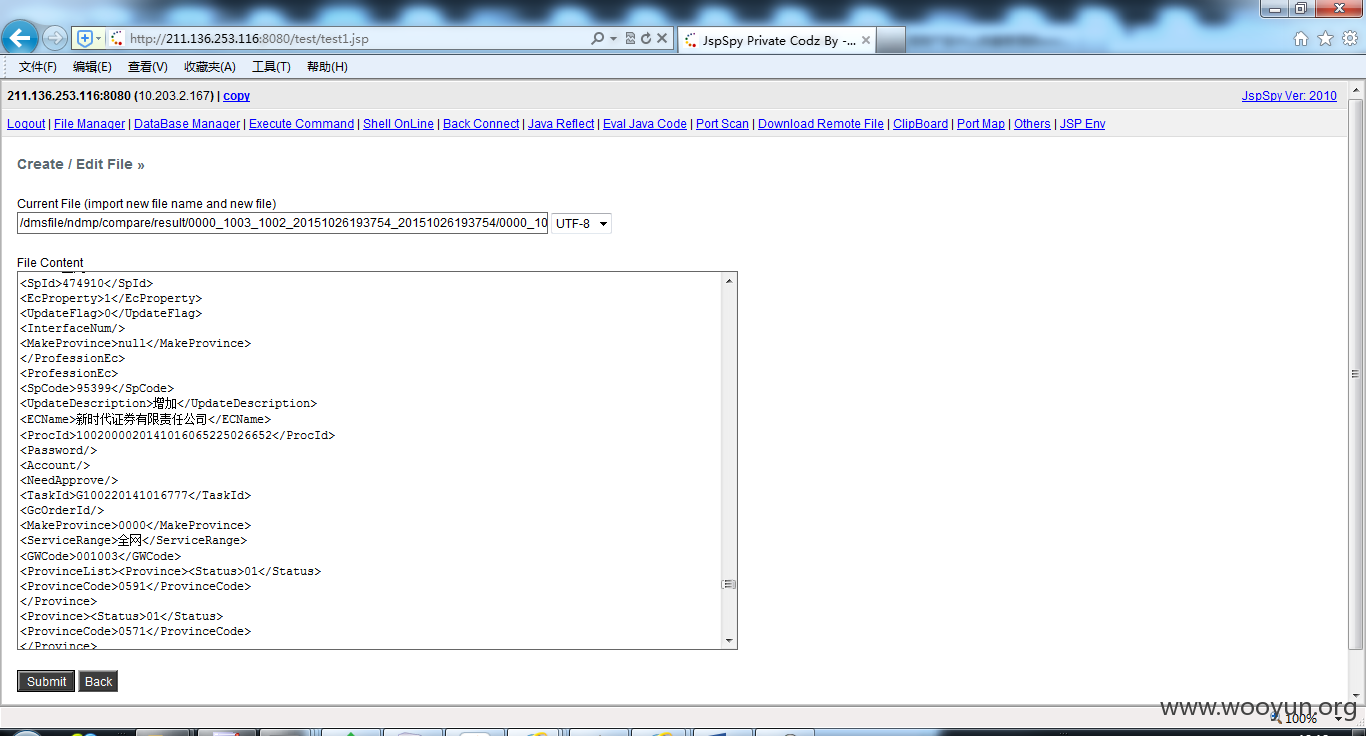 http://211.136.253.116:8080/test/test1.jsp
JspSpy Private Codz By -...
文件(F) 编辑(E) 查看(V) 收藏夹(A) 工具(T) 帮助(H)
211.136.253.116:8080 (10.203.2.167) | copy
JspSpy Ver: 2010
Logout | File Manager | DataBase Manager | Execute Command | Shell OnLine | Back Connect | Java Reflect | Eval Java Code | Port Scan | Download Remote File | ClipBoard | Port Map | Others | JSP Env
Create / Edit File »
Current File (import new file name and new file)
/dmsfile/ndmp/compare/result/0000_1003_1002_20151026193754_20151026193754/0000_10
UTF-8
File Content
<SpId>474910</SpId>
<EcProperty>1</EcProperty>
<UpdateFlag>0</UpdateFlag>
<InterfaceNum/>
<MakeProvince>null</MakeProvince>
</ProfessionEc>
<ProfessionEc>
<SpCode>95399</SpCode>
<UpdateDescription>增加</UpdateDescription>
<ECName>新时代证券有限责任公司</ECName>
<ProcId>1002000020141016065225026652</ProcId>
<Password/>
<Account/>
<NeedApprove/>
<TaskId>G100220141016777</TaskId>
<GcOrderId/>
<MakeProvince>0000</MakeProvince>
<ServiceRange>全网</ServiceRange>
<GWCode>001003</GWCode>
<ProvinceList><Province><Status>01</Status>
<ProvinceCode>0591</ProvinceCode>
</Province>
<Province><Status>01</Status>
<ProvinceCode>0571</ProvinceCode>
</Province>
Submit
Back
www.wooyun.org
100%